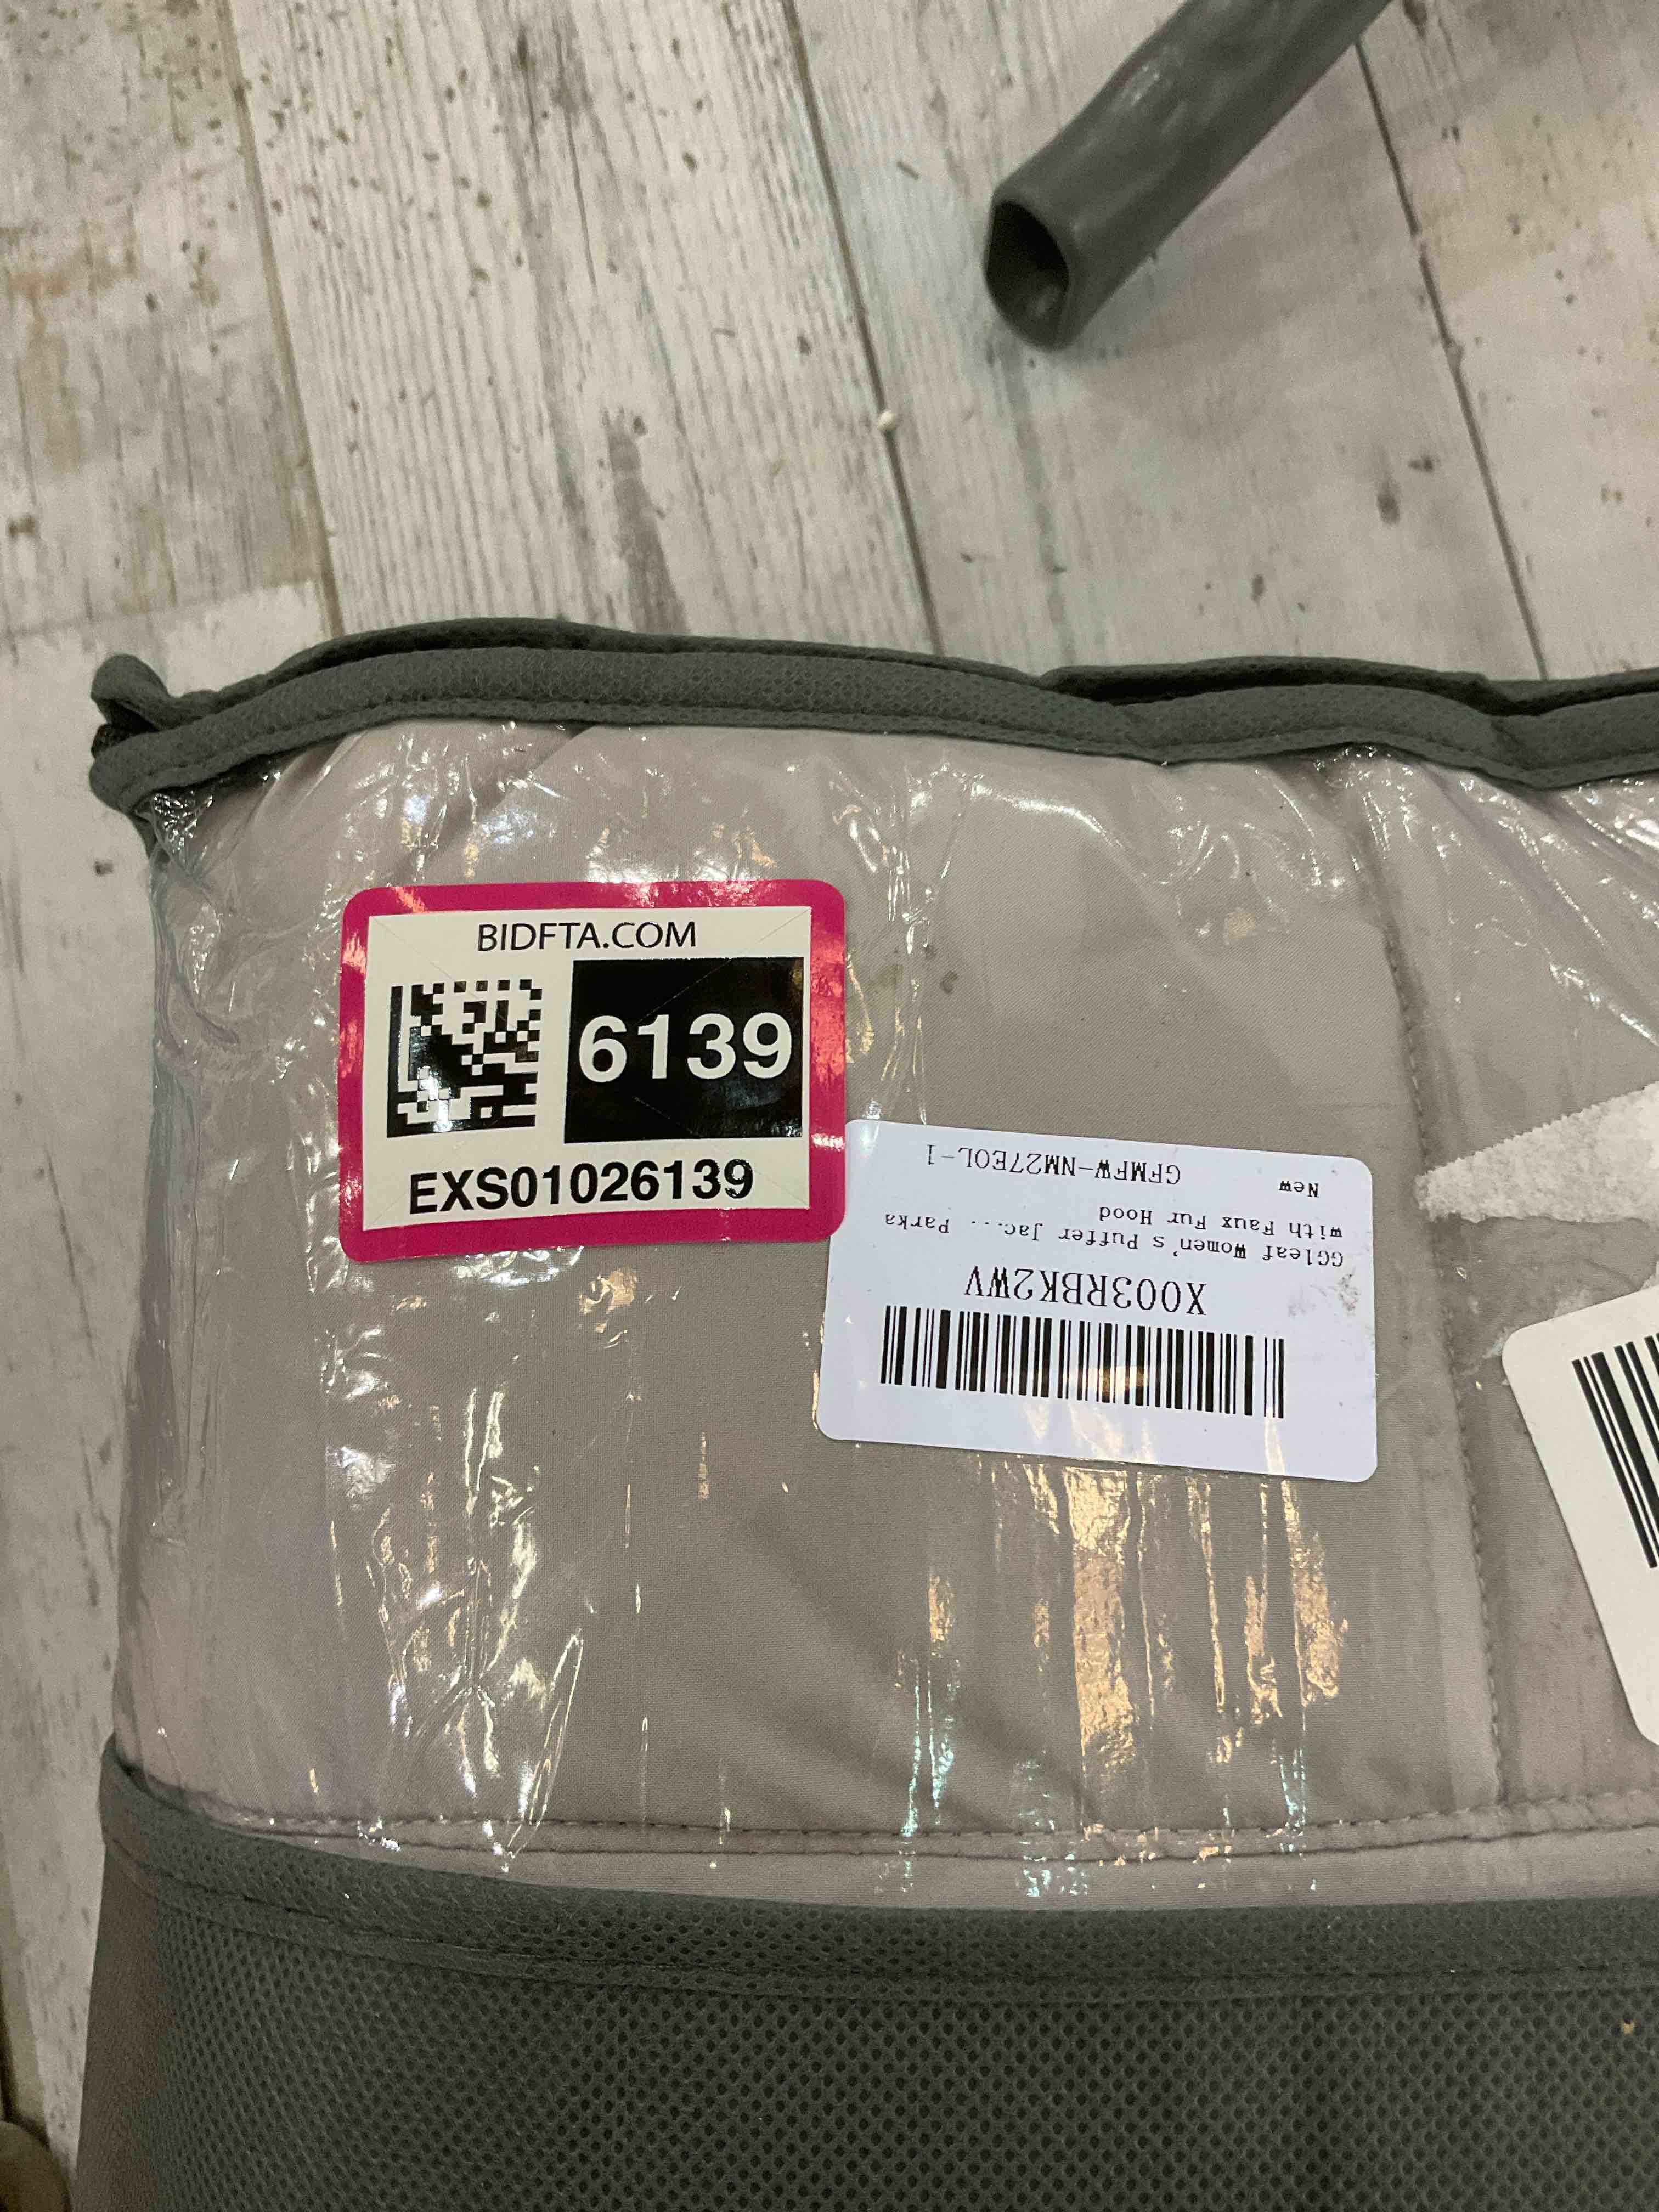 BIDFTA.COM
6139
EXS01026139
X003RBK2WV
GGleaf Women's Puffer Jac... Parka
with Faux Fur Hood
New GFMFW-NM27EOL-1